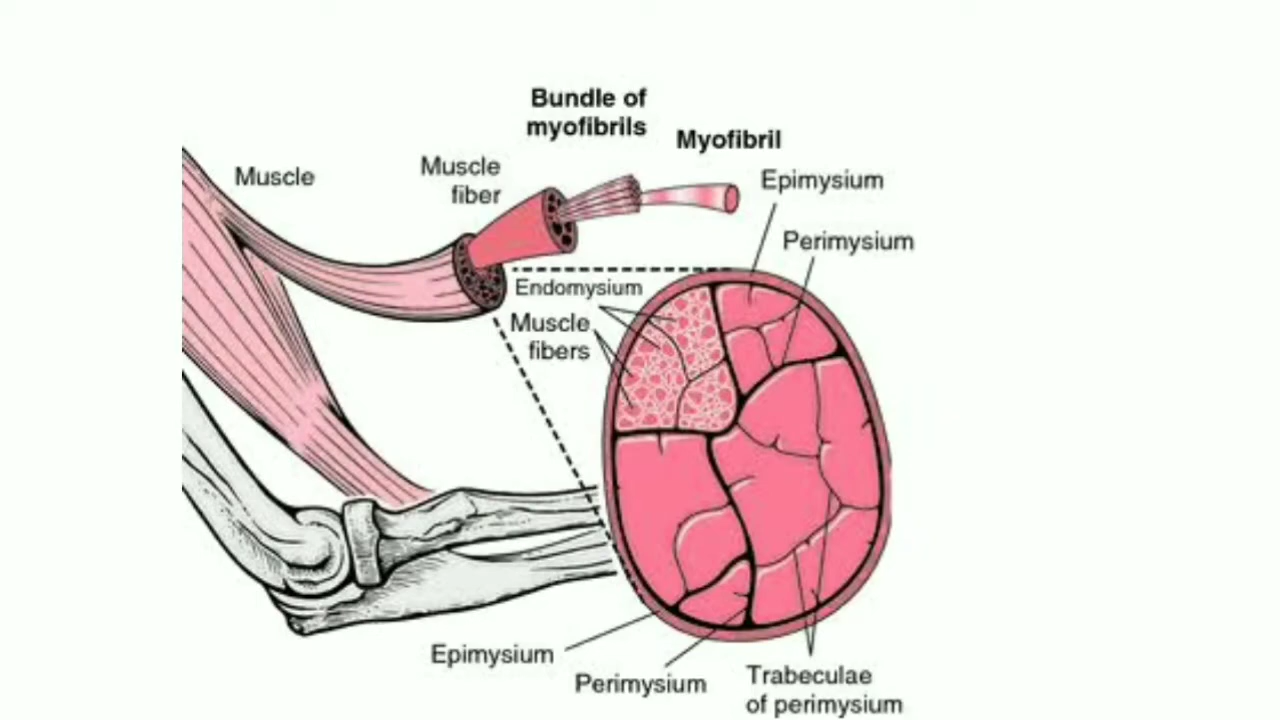 Bundle of
myofibrils
Myofibril
Muscle
fiber
Muscle
Epimysium
Perimysium
Endomysium
Muscle
fibers
Epimysium
Perimysium
Trabeculae
of perimysium